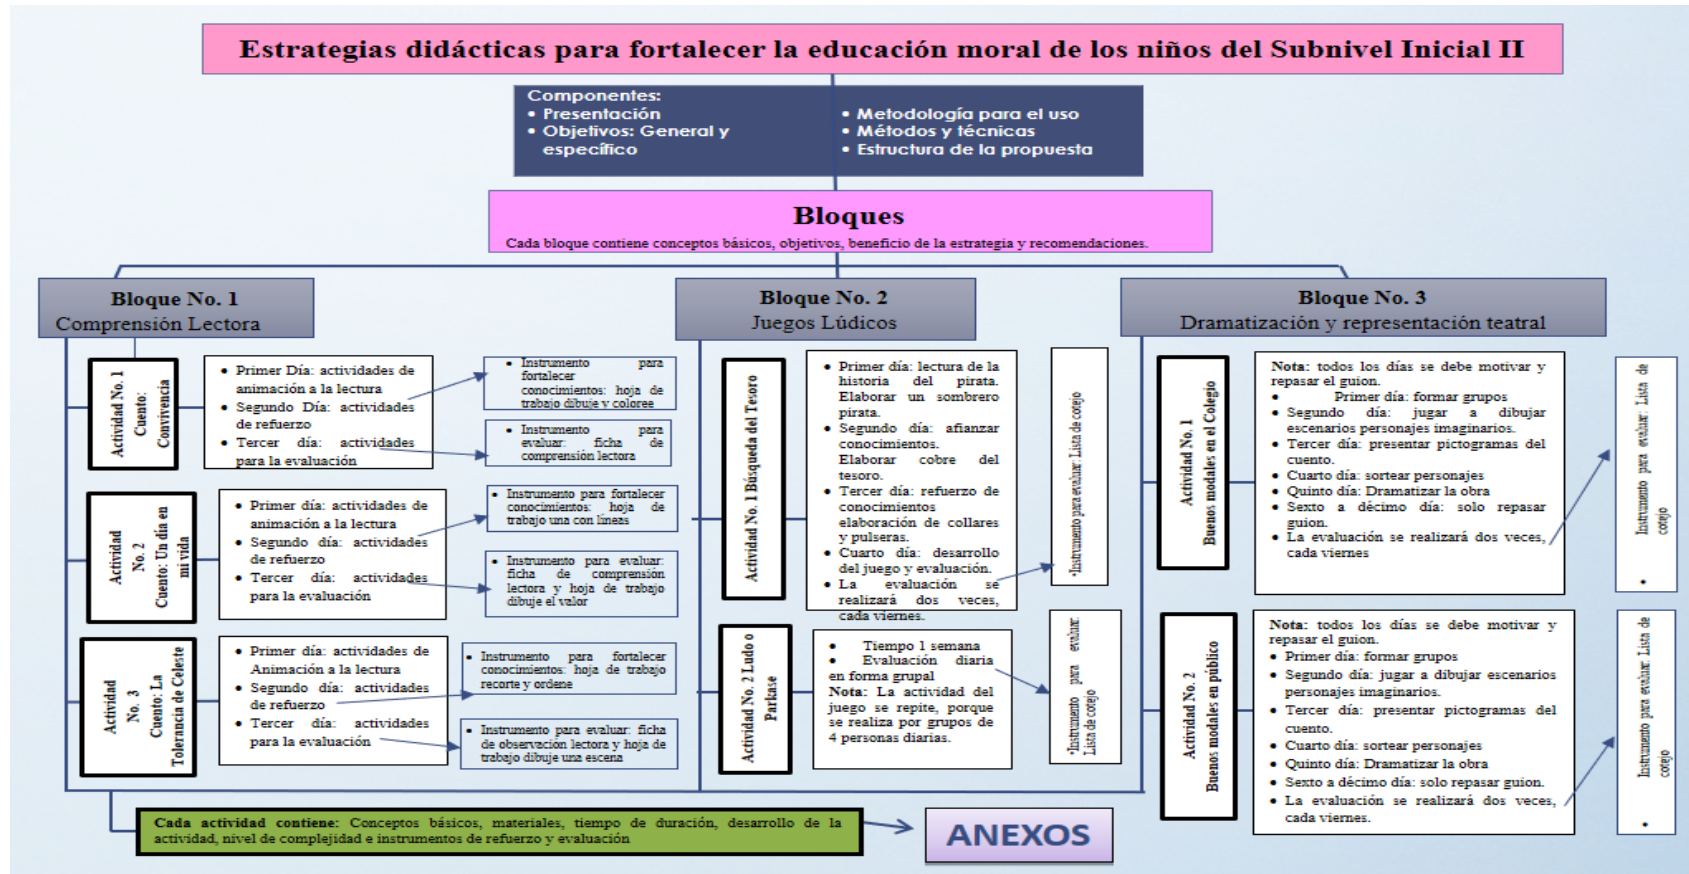 Estrategias didácticas para fortalecer la educación moral de los niños del Subnivel Inicial II
Componentes:
• Presentación
• Objetivos: General y
específico
• Metodología para el uso
• Métodos y técnicas
• Estructura de la propuesta
Bloques
Cada bloque contiene conceptos básicos, objetivos, beneficio de la estrategia y recomendaciones.
Bloque No. 1
Comprensión Lectora
Actividad No. 1
Cuento:
Convivencia
• Primer Día: actividades de
animación a la lectura
• Segundo Día: actividades
de refuerzo
• Tercer día: actividades
para la evaluación
• Instrumento para
fortalecer
conocimientos: hoja de
trabajo dibuje y coloree
• Instrumento para
evaluar: ficha de
comprensión lectora
Actividad
No. 2
Cuento: Un día en
mi vida
• Primer día: actividades de
animación a la lectura
• Segundo día: actividades
de refuerzo
• Tercer día: actividades
para la evaluación
• Instrumento para fortalecer
conocimientos: hoja de
trabajo una con líneas
• Instrumento para evaluar:
ficha de comprensión
lectora y hoja de trabajo
dibuje el valor
Actividad
No. 3
Cuento: La
Tolerancia de Celeste
• Primer día: actividades de
Animación a la lectura
• Segundo día: actividades
de refuerzo
• Tercer día: actividades
para la evaluación
• Instrumento para fortalecer
conocimientos: hoja de trabajo
recorte y ordene
• Instrumento para evaluar: ficha
de observación lectora y hoja de
trabajo dibuje una escena
Bloque No. 2
Juegos Lúdicos
Actividad No. 1 Búsqueda del Tesoro
• Primer día: lectura de la
historia del pirata.
Elaborar un sombrero
pirata.
• Segundo día: afianzar
conocimientos.
Elaborar cobre del
tesoro.
• Tercer día: refuerzo de
conocimientos
elaboración de collares
y pulseras.
• Cuarto día: desarrollo
del juego y evaluación.
• La evaluación se
realizará dos veces,
cada viernes.
•Instrumento para evaluar: Lista de cotejo
Actividad No. 2 Ludo o
Parkase
• Tiempo 1 semana
• Evaluación diaria
en forma grupal
Nota: La actividad del
juego se repite, porque
se realiza por grupos de
4 personas diarias.
•Instrumento para evaluar:
Lista de cotejo
Bloque No. 3
Dramatización y representación teatral
Actividad No. 1
Buenos modales en el Colegio
Nota: todos los días se debe motivar y
repasar el guion.
• Primer día: formar grupos
• Segundo día: jugar a dibujar
escenarios personajes imaginarios.
• Tercer día: presentar pictogramas del
cuento.
• Cuarto día: sortear personajes
• Quinto día: Dramatizar la obra
• Sexto a décimo día: solo repasar
guion.
• La evaluación se realizará dos veces,
cada viernes
• Instrumento para evaluar: Lista de
cotejo
Actividad No. 2
Buenos modales en público
Nota: todos los días se debe motivar y
repasar el guion.
• Primer día: formar grupos
• Segundo día: jugar a dibujar escenarios
personajes imaginarios.
• Tercer día: presentar pictogramas del
cuento.
• Cuarto día: sortear personajes
• Quinto día: Dramatizar la obra
• Sexto a décimo día: solo repasar guion.
• La evaluación se realizará dos veces,
cada viernes.
• Instrumento para evaluar: Lista de
cotejo
Cada actividad contiene: Conceptos básicos, materiales, tiempo de duración, desarrollo de la
actividad, nivel de complejidad e instrumentos de refuerzo y evaluación
ANEXOS